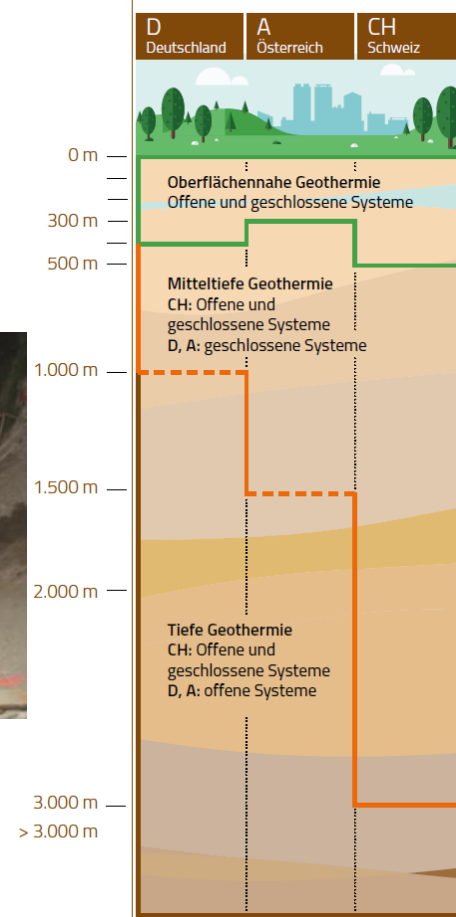 D
Deutschland
A
Österreich
CH
Schweiz
0 m
300 m
500 m
1.000 m
1.500 m
2.000 m
3.000 m
> 3.000 m
Oberflächennahe Geothermie
Offene und geschlossene Systeme
Mitteltiefe Geothermie
CH: Offene und
geschlossene Systeme
D, A: geschlossene Systeme
Tiefe Geothermie
CH: Offene und
geschlossene Systeme
D, A: offene Systeme